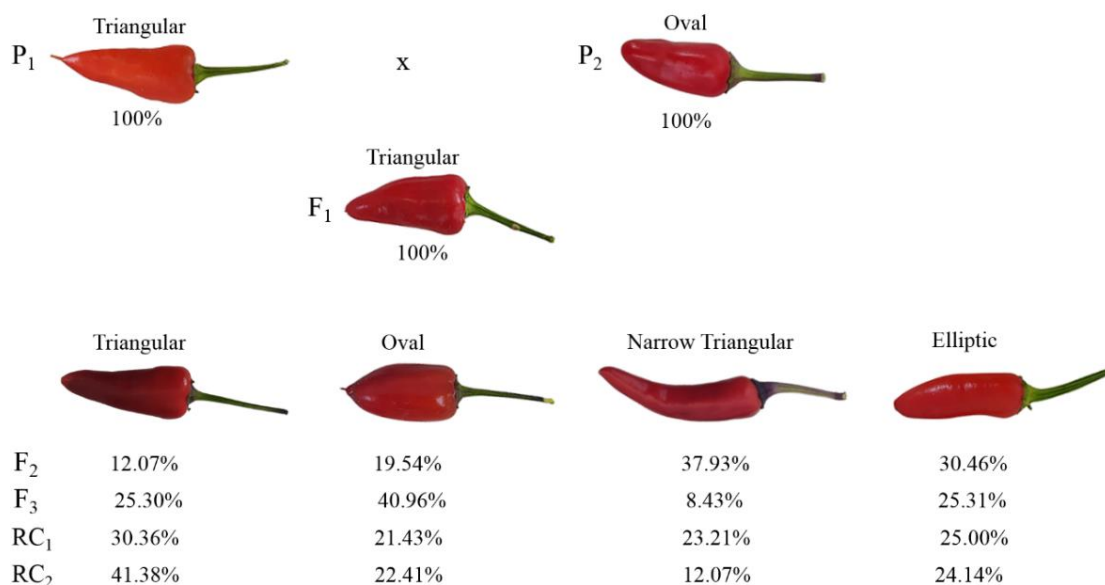 Triangular
Oval
P1
x
P2
100%
100%
Triangular
F1
100%
Triangular Oval Narrow Triangular Elliptic
F2 12.07% 19.54% 37.93% 30.46%
F3 25.30% 40.96% 8.43% 25.31%
RC1 30.36% 21.43% 23.21% 25.00%
RC2 41.38% 22.41% 12.07% 24.14%